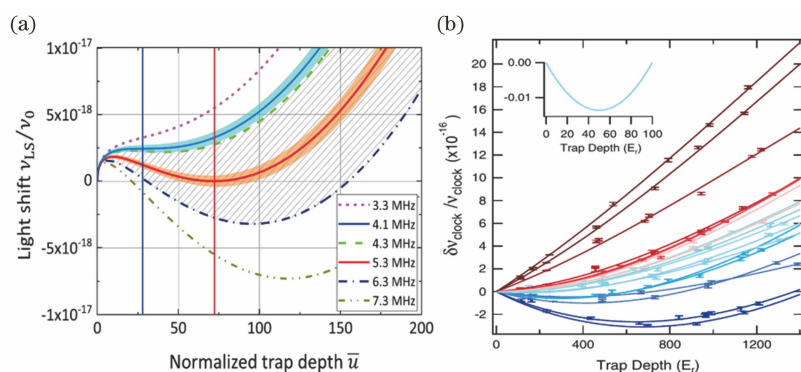 (a)
Light shift ν_LS/ν_0
1x10^-17
5x10^-18
0
-5x10^-18
-1x10^-17
3.3 MHz
4.1 MHz
4.3 MHz
5.3 MHz
6.3 MHz
7.3 MHz
0 50 100 150 200
Normalized trap depth ū
(b)
δν_clock/ν_clock (x10^-16)
20
18
16
14
12
10
8
6
4
2
0
-2
0.00
-0.01
0 20 40 60 80 100
Trap Depth (E_r)
0 400 800 1200
Trap Depth (E_r)